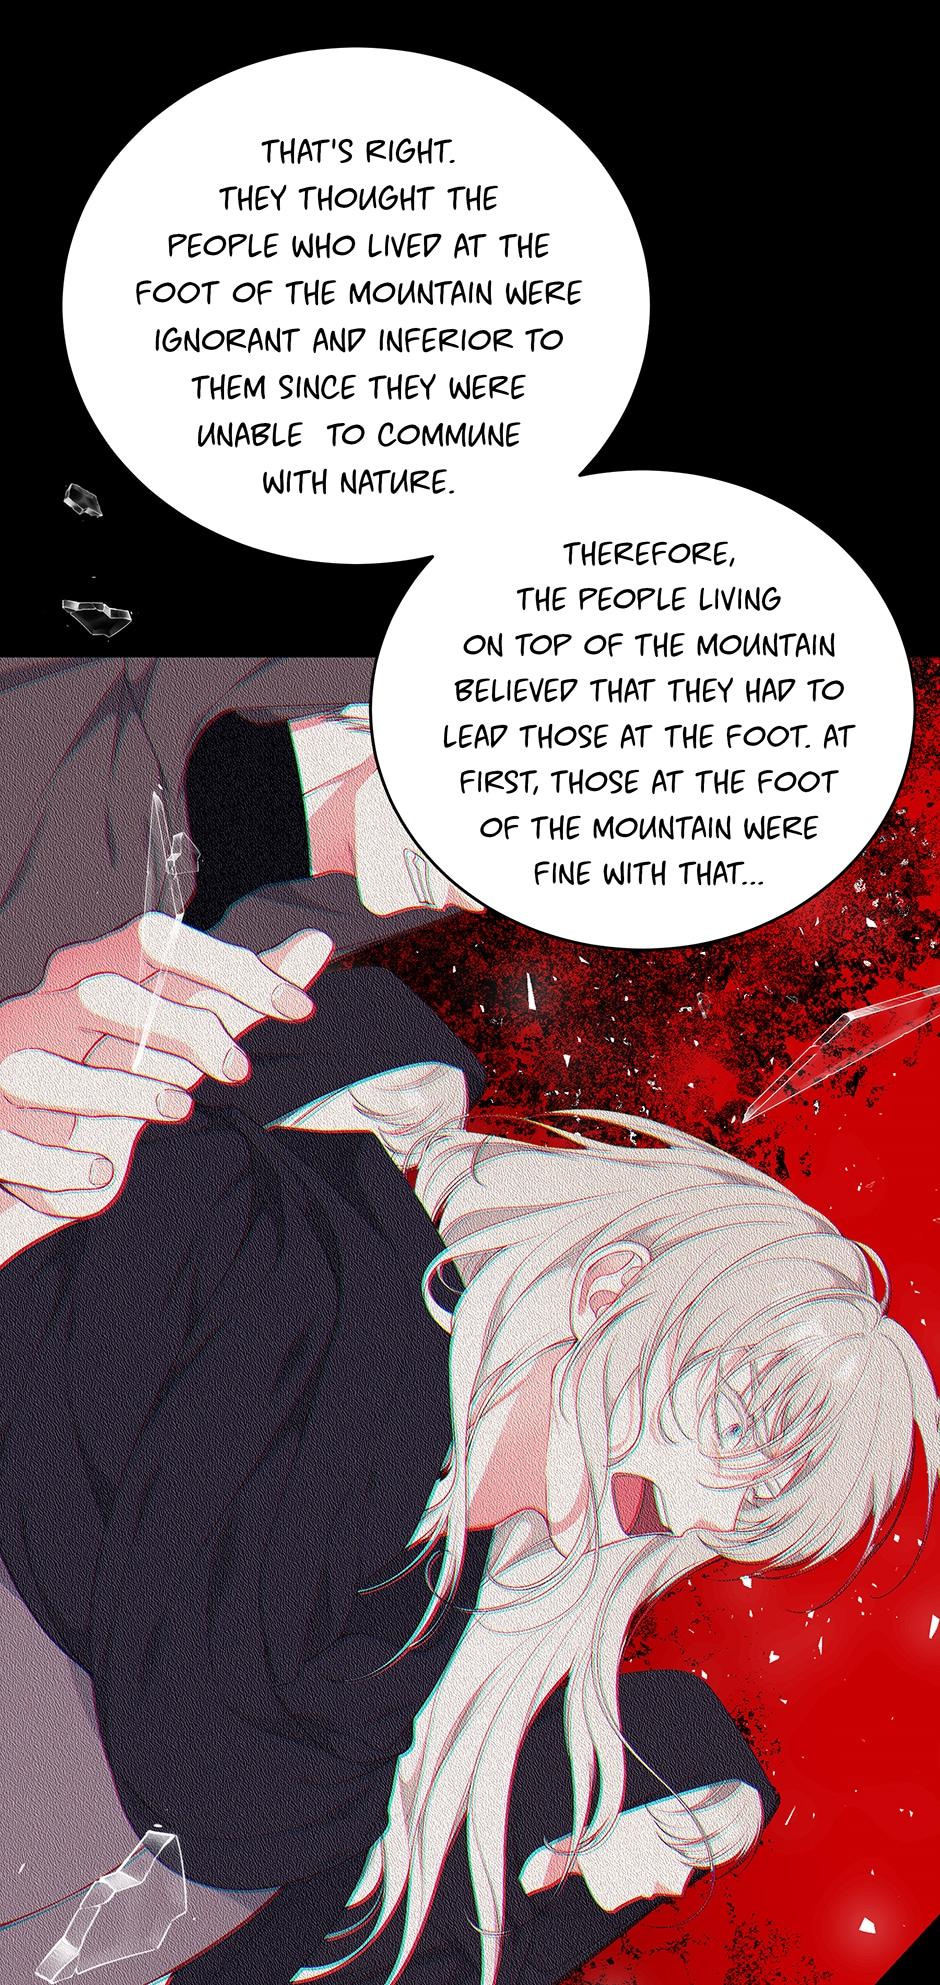 THAT'S RIGHT.
THEY THOUGHT THE
PEOPLE WHO LIVED AT THE
FOOT OF THE MOUNTAIN WERE
IGNORANT AND INFERIOR TO
THEM SINCE THEY WERE
UNABLE TO COMMUNE
WITH NATURE.
THEREFORE,
THE PEOPLE LIVING
ON TOP OF THE MOUNTAIN
BELIEVED THAT THEY HAD TO
LEAD THOSE AT THE FOOT. AT
FIRST, THOSE AT THE FOOT
OF THE MOUNTAIN WERE
FINE WITH THAT...